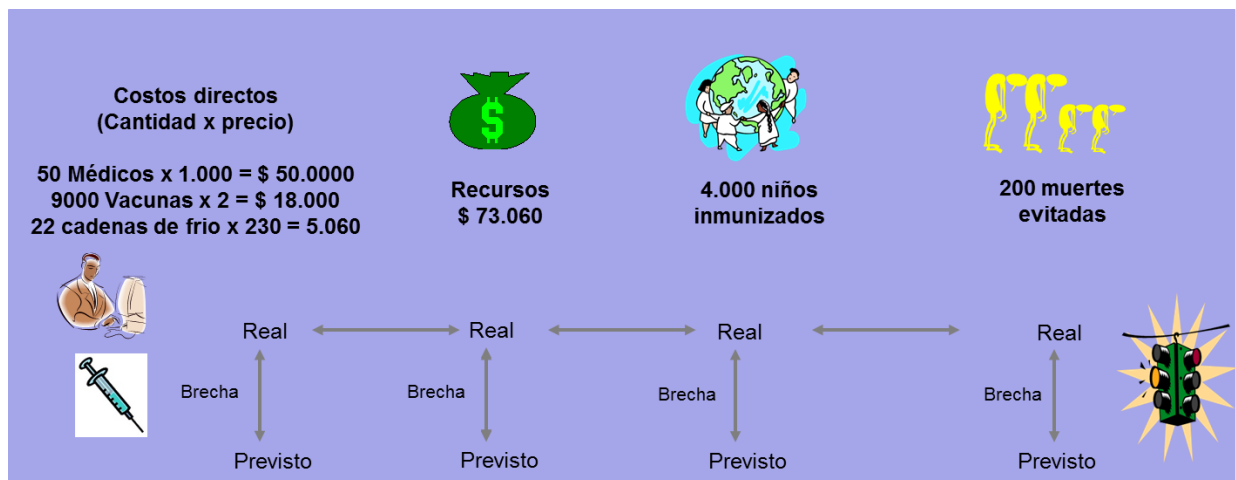 Costos directos
(Cantidad x precio)
50 Médicos x 1.000 = $ 50.0000
9000 Vacunas x 2 = $ 18.000
22 cadenas de frio x 230 = 5.060
$
Recursos
$ 73.060
4.000 niños
inmunizados
200 muertes
evitadas
Real
Real
Real
Real
Brecha
Brecha
Brecha
Brecha
Previsto
Previsto
Previsto
Previsto